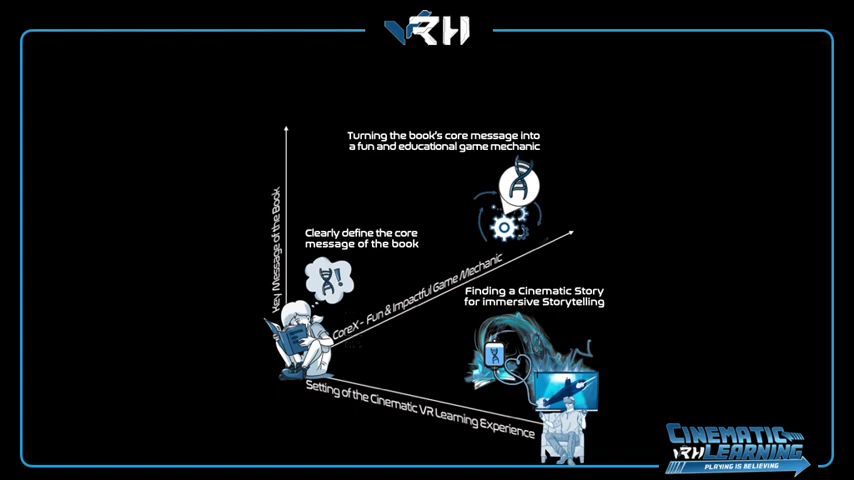 VRH
Turning the book's core message into
a fun and educational game mechanic
Clearly define the core
message of the book
Key Message of the Book
CoreX - Fun & Impactful Game Mechanic
Finding a Cinematic Story
for immersive Storytelling
Setting of the Cinematic VR Learning Experience
CINEMATIC
VRH LEARNING
PLAYING IS BELIEVING